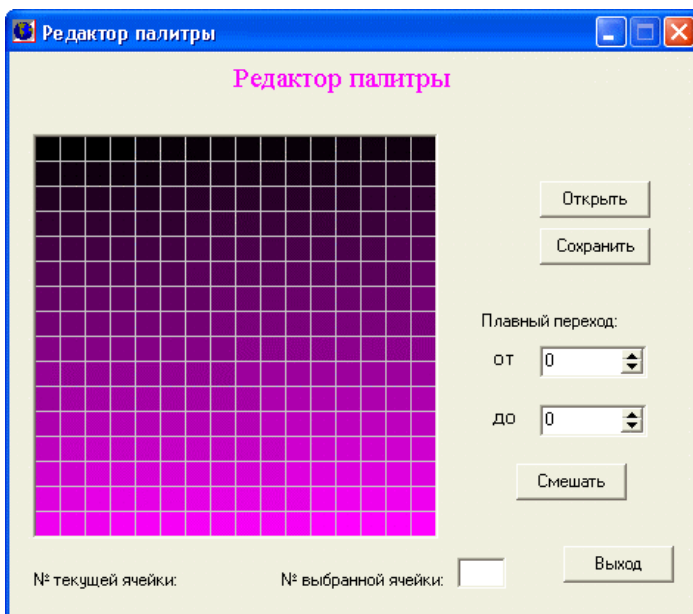 Редактор палитры
Редактор палитры
Открыть
Сохранить
Плавный переход:
от 0
до 0
Смешать
Выход
№ текущей ячейки: № выбранной ячейки: